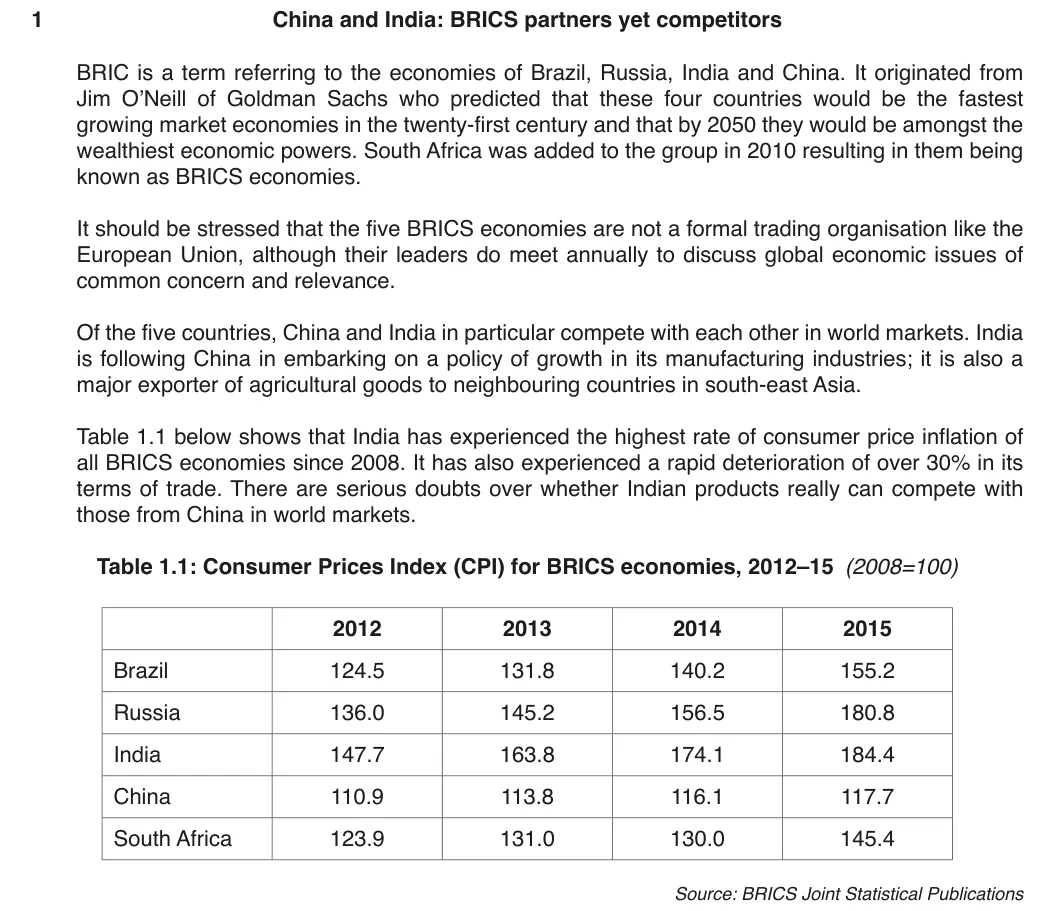 1 China and India: BRICS partners yet competitors
BRIC is a term referring to the economies of Brazil, Russia, India and China. It originated from
Jim O’Neill of Goldman Sachs who predicted that these four countries would be the fastest
growing market economies in the twenty-first century and that by 2050 they would be amongst the
wealthiest economic powers. South Africa was added to the group in 2010 resulting in them being
known as BRICS economies.
It should be stressed that the five BRICS economies are not a formal trading organisation like the
European Union, although their leaders do meet annually to discuss global economic issues of
common concern and relevance.
Of the five countries, China and India in particular compete with each other in world markets. India
is following China in embarking on a policy of growth in its manufacturing industries; it is also a
major exporter of agricultural goods to neighbouring countries in south-east Asia.
Table 1.1 below shows that India has experienced the highest rate of consumer price inflation of
all BRICS economies since 2008. It has also experienced a rapid deterioration of over 30% in its
terms of trade. There are serious doubts over whether Indian products really can compete with
those from China in world markets.
Table 1.1: Consumer Prices Index (CPI) for BRICS economies, 2012–15 (2008=100)
2012 2013 2014 2015
Brazil 124.5 131.8 140.2 155.2
Russia 136.0 145.2 156.5 180.8
India 147.7 163.8 174.1 184.4
China 110.9 113.8 116.1 117.7
South Africa 123.9 131.0 130.0 145.4
Source: BRICS Joint Statistical Publications